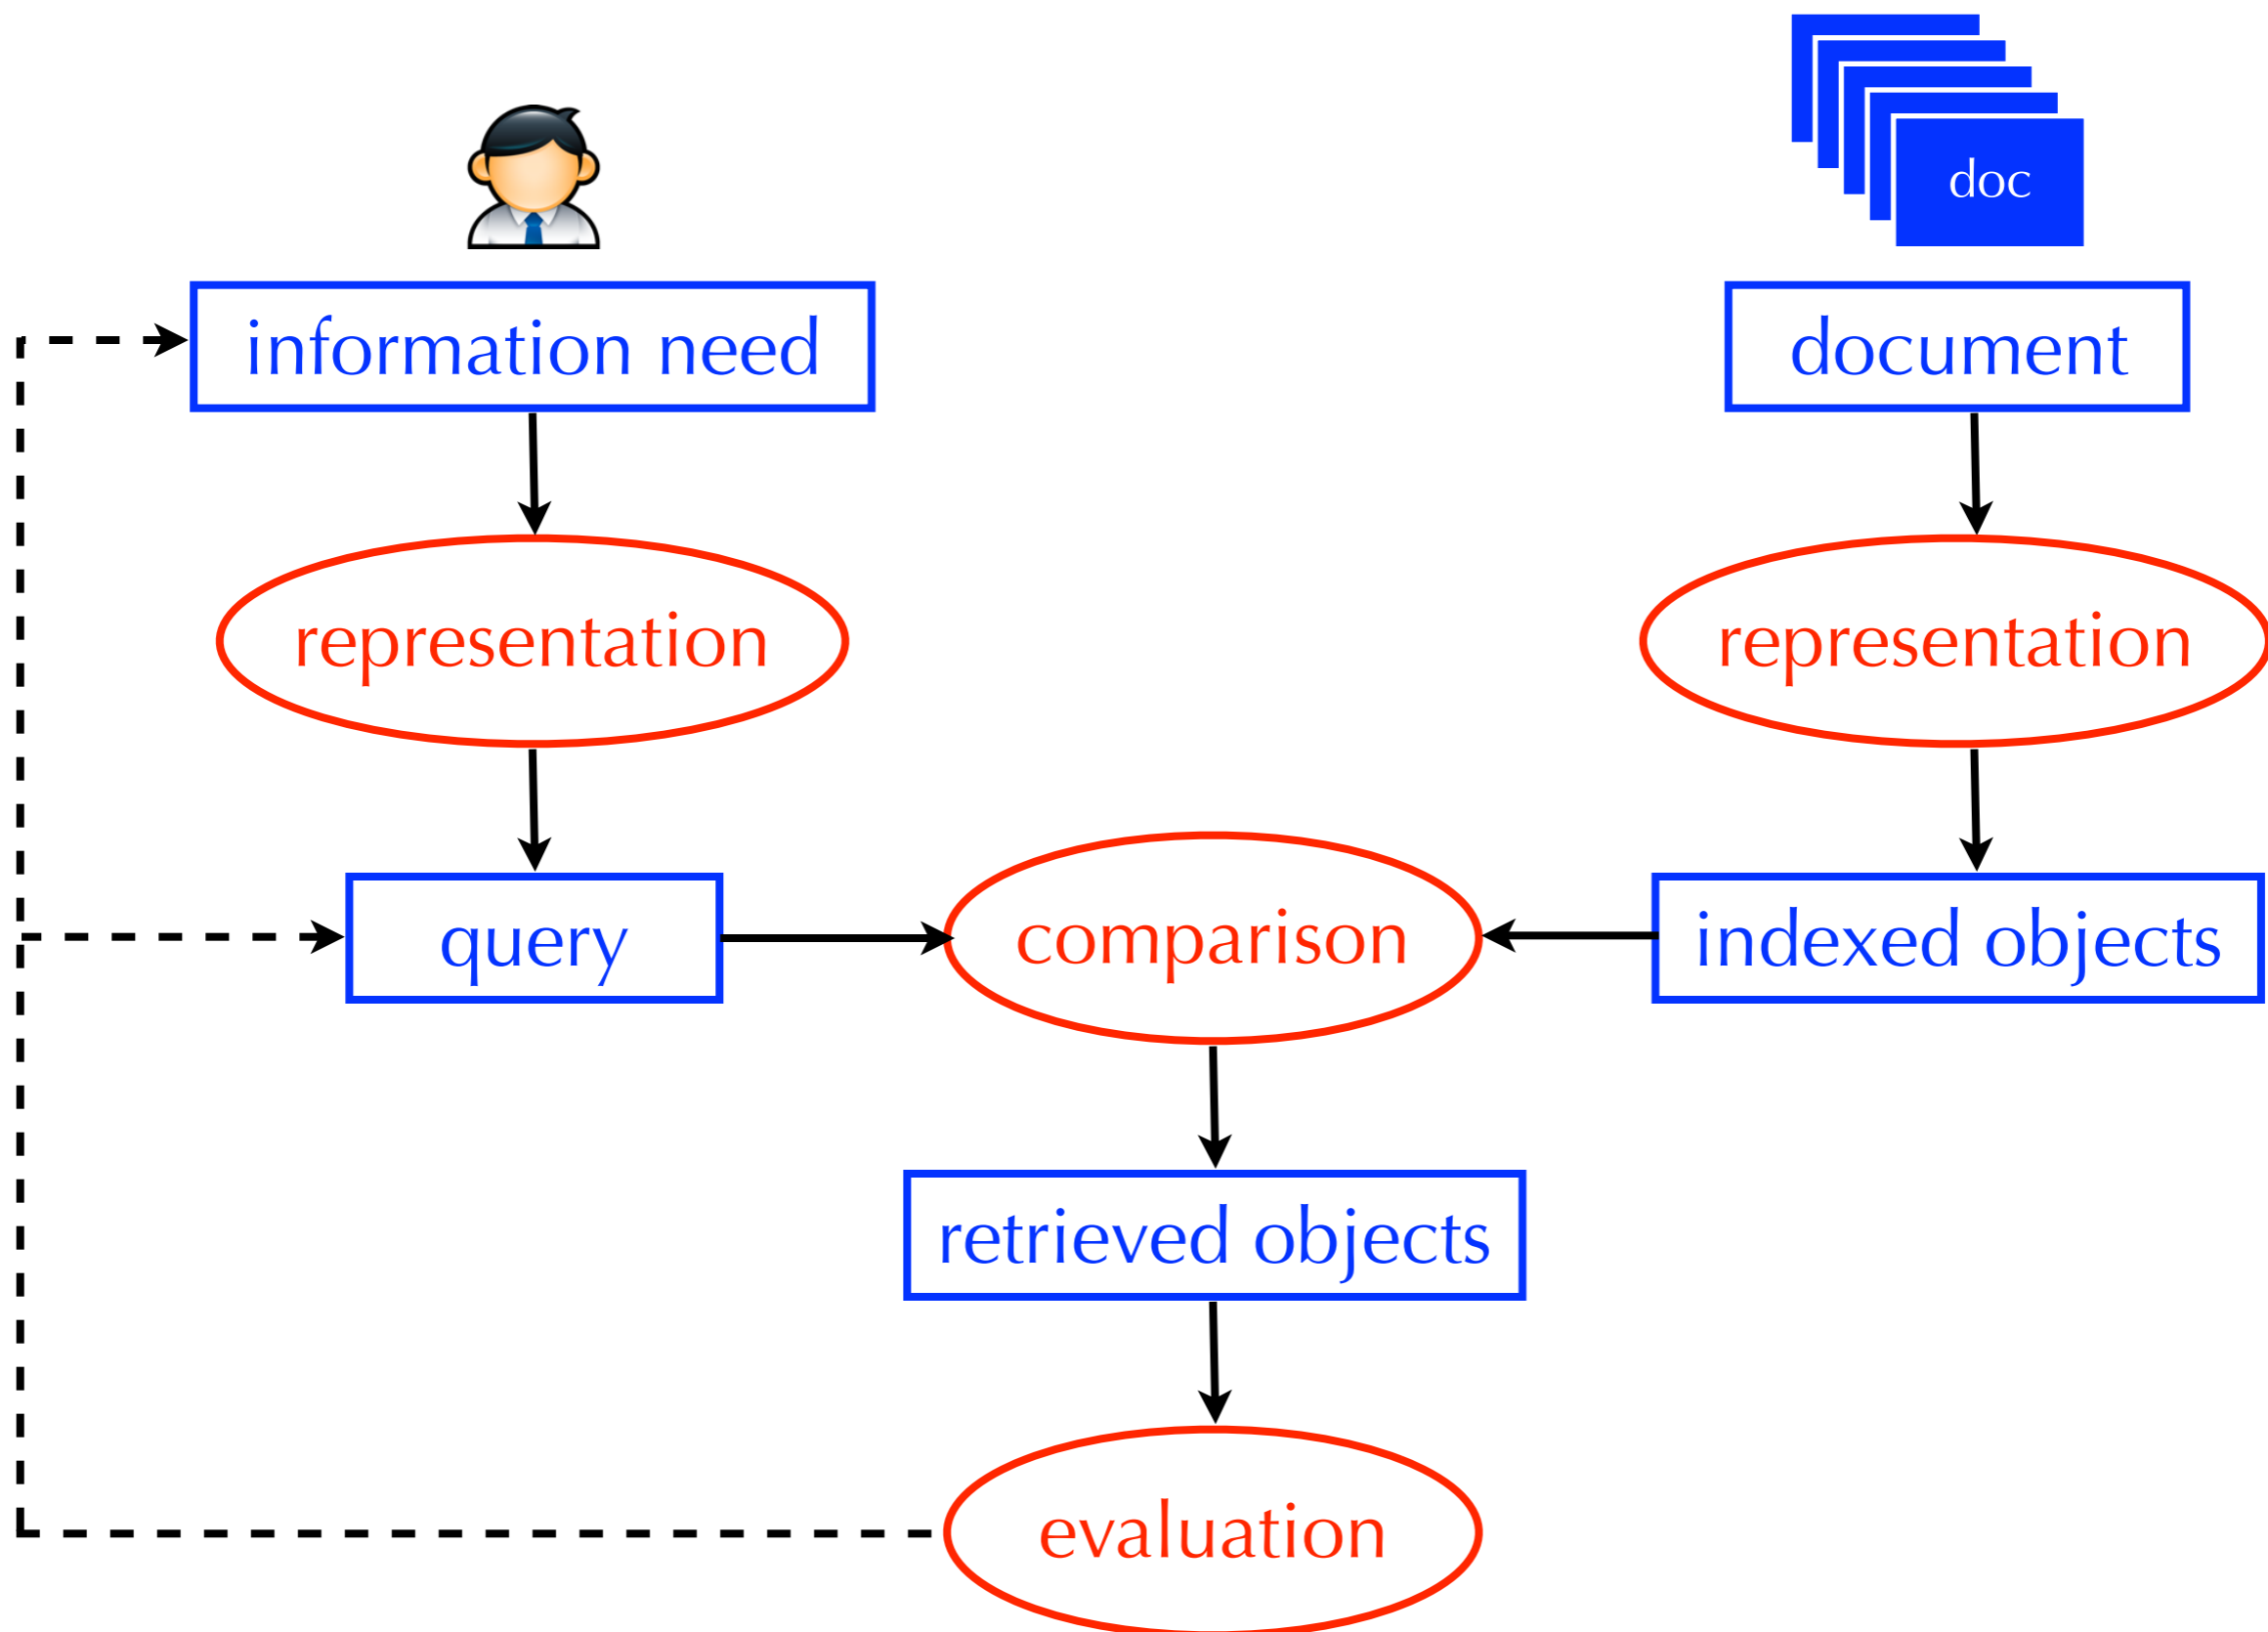 doc
information need
document
representation
representation
query
comparison
indexed objects
retrieved objects
evaluation